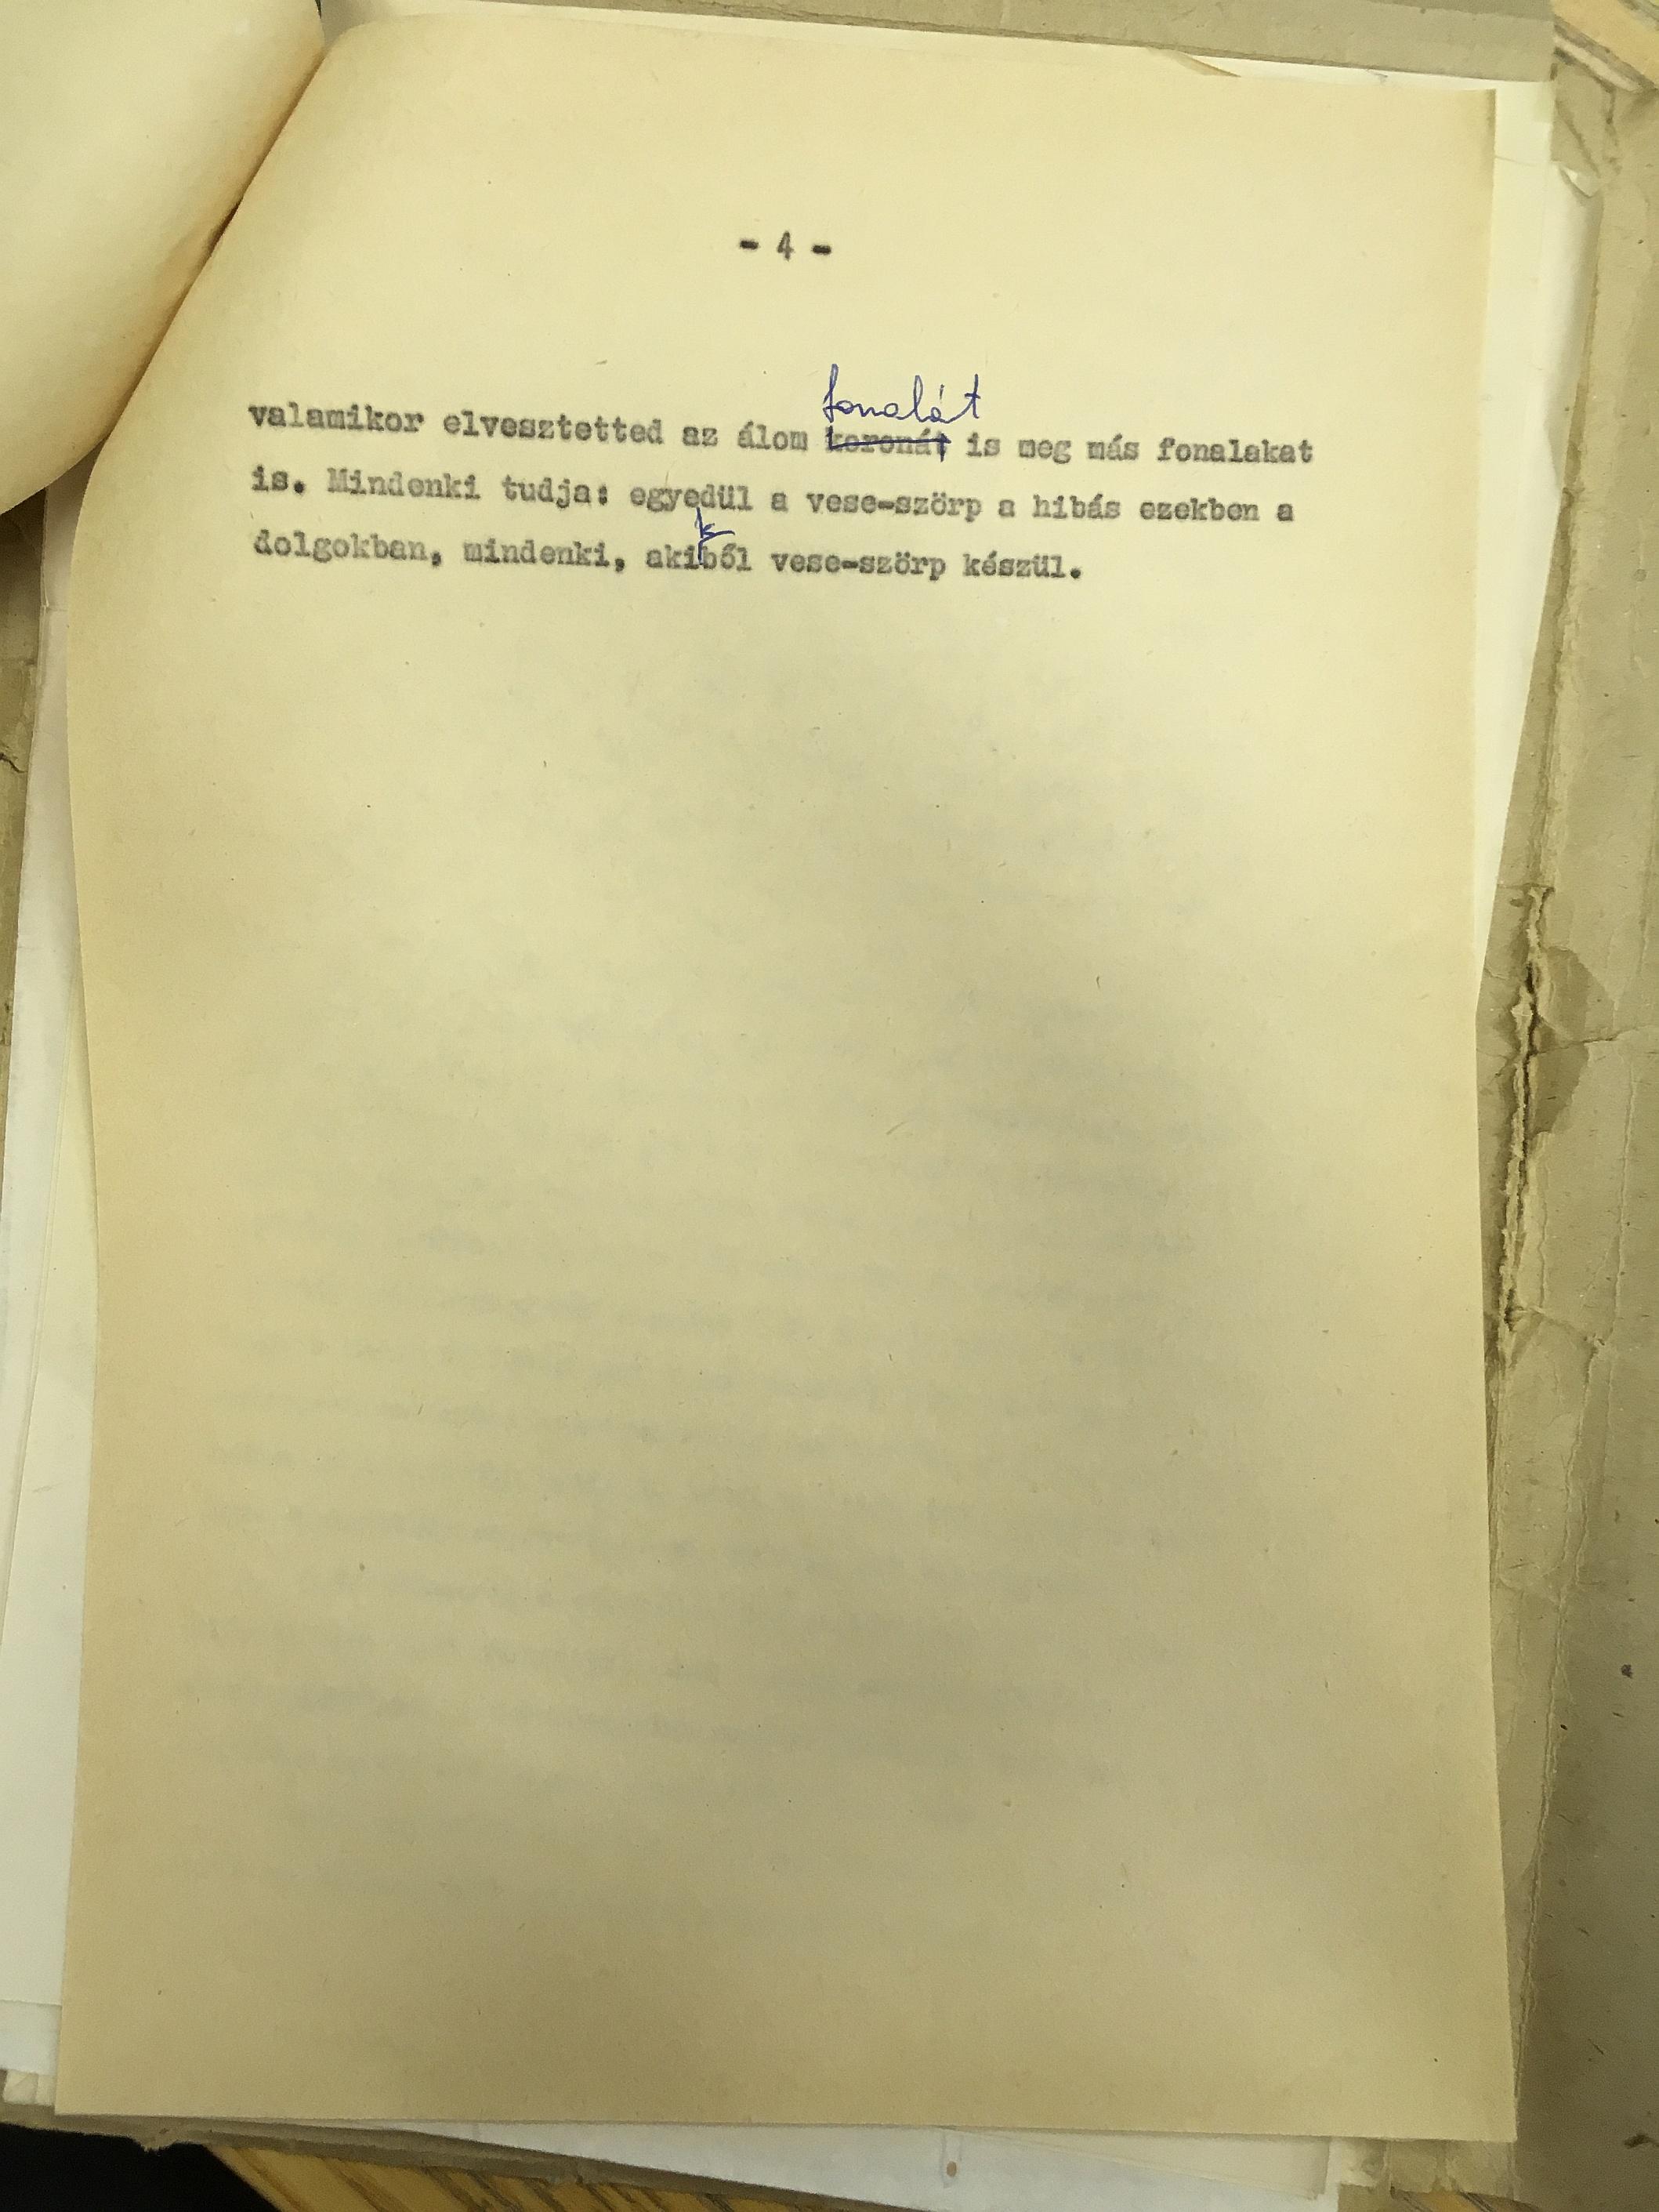 - 4 -
fonalát
valamikor elvesztetted az álom koronát is meg más fonalakat
is. Mindenki tudja: egyedül a vese-szörp a hibás ezekben a
k
dolgokban, mindenki, akiből vese-szörp készül.